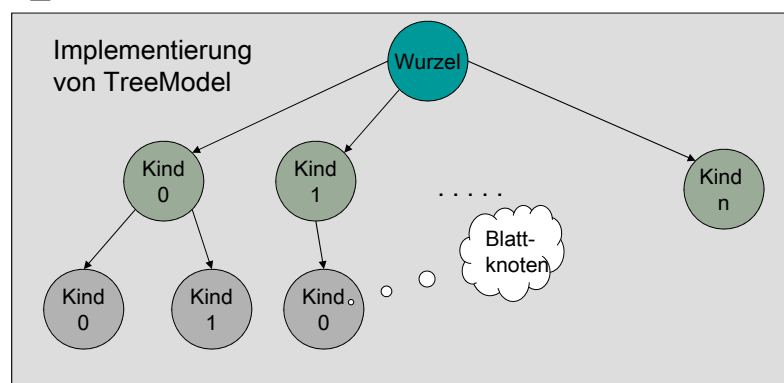 Implementierung
von TreeModel
Wurzel
Kind
0
Kind
1
. . . . .
Kind
n
Blatt-
knoten
Kind
0
Kind
1
Kind
0